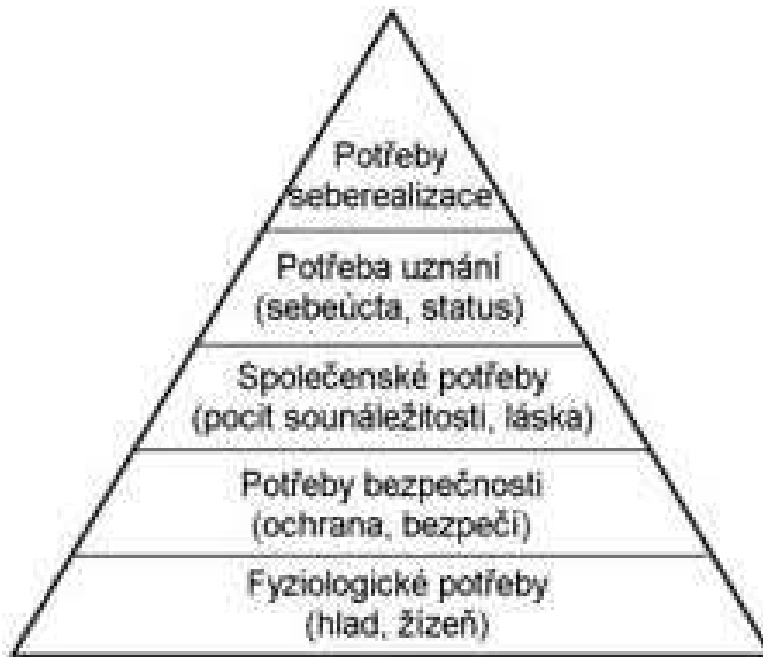 Potřeby
seberealizace
Potřeba uznání
(sebeúcta, status)
Společenské potřeby
(pocit sounáležitosti, láska)
Potřeby bezpečnosti
(ochrana, bezpečí)
Fyziologické potřeby
(hlad, žízeň)